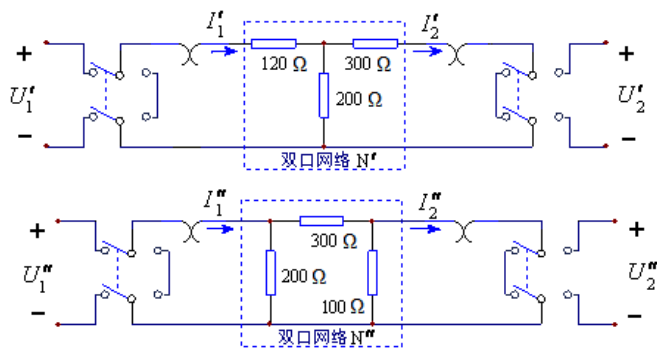 I₁′ I₂′
+ 120 Ω 300 Ω +
U₁′ 200 Ω U₂′
− −
双口网络 N′
I₁″ I₂″
+ 300 Ω +
U₁″ 200 Ω U₂″
− 100 Ω −
双口网络 N″